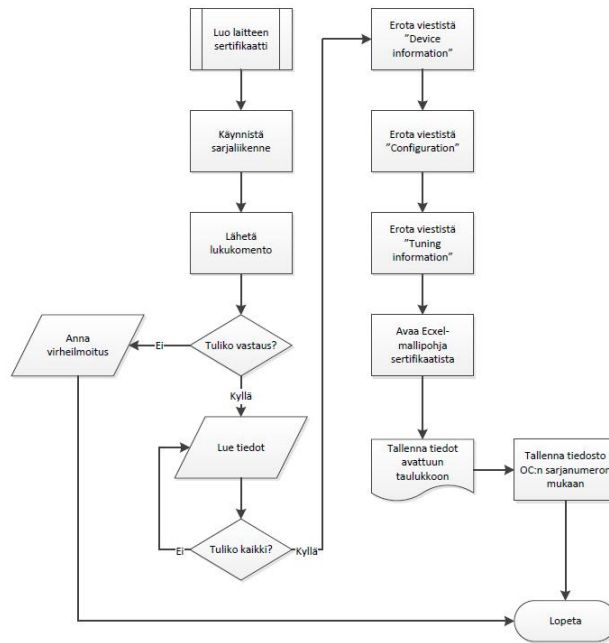 Luo laitteen
sertifikaatti
Käynnistä
sarjaliikenne
Lähetä
lukukomento
Tuliko vastaus?
Ei
Anna
virheilmoitus
Kyllä
Lue tiedot
Tuliko kaikki?
Ei
Kyllä
Erota viestistä
”Device
information”
Erota viestistä
”Configuration”
Erota viestistä
”Tuning
information”
Avaa Ecxel-
mallipohja
sertifikaatista
Tallenna tiedot
avattuun
taulukkoon
Tallenna tiedosto
OC:n sarjanumeron
mukaan
Lopeta